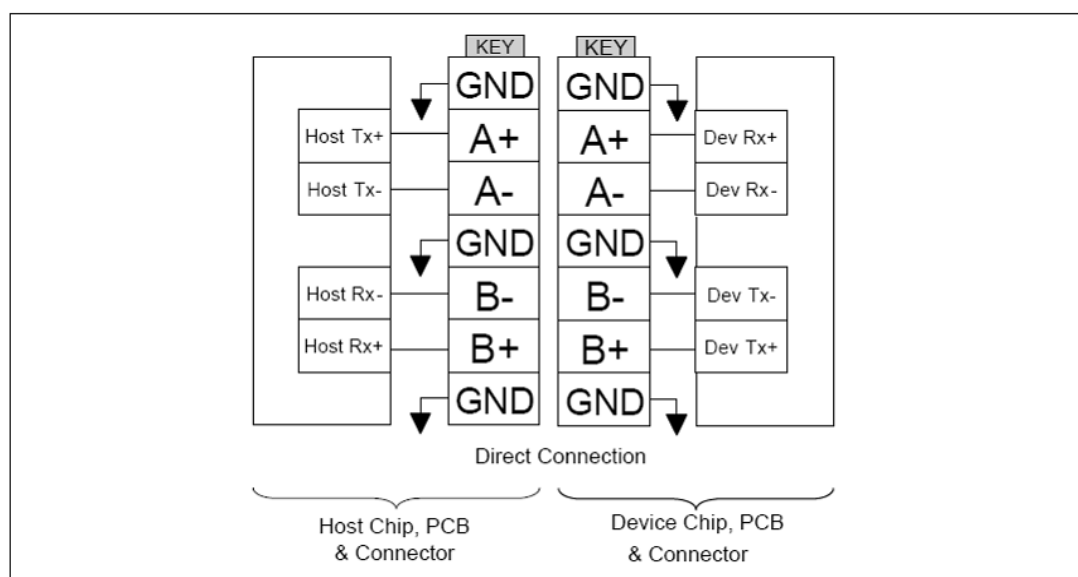 KEY KEY
GND GND
Host Tx+ A+ A+ Dev Rx+
Host Tx- A- A- Dev Rx-
GND GND
Host Rx- B- B- Dev Tx-
Host Rx+ B+ B+ Dev Tx+
GND GND
Direct Connection
Host Chip, PCB
& Connector
Device Chip, PCB
& Connector